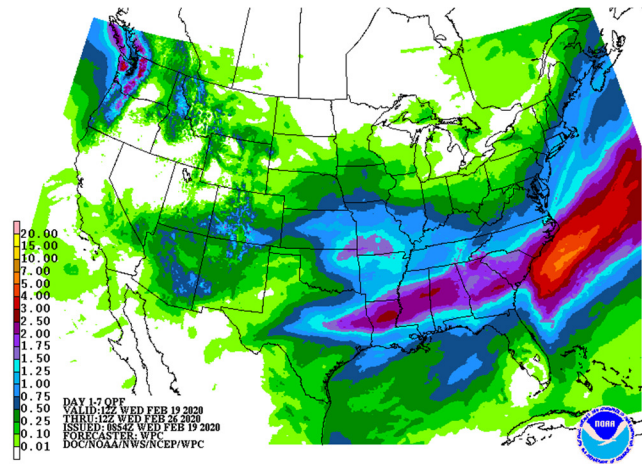 20.00
15.00
10.00
7.00
5.00
4.00
3.00
2.50
2.00
1.75
1.50
1.25
1.00
0.75
0.50
0.25
0.10
0.01
DAY 1-7 QPF
VALID:12Z WED FEB 19 2020
THRU:12Z WED FEB 26 2020
ISSUED: 0854Z WED FEB 19 2020
FORECASTER: WPC
DOC/NOAA/NWS/NCEP/WPC
NOAA